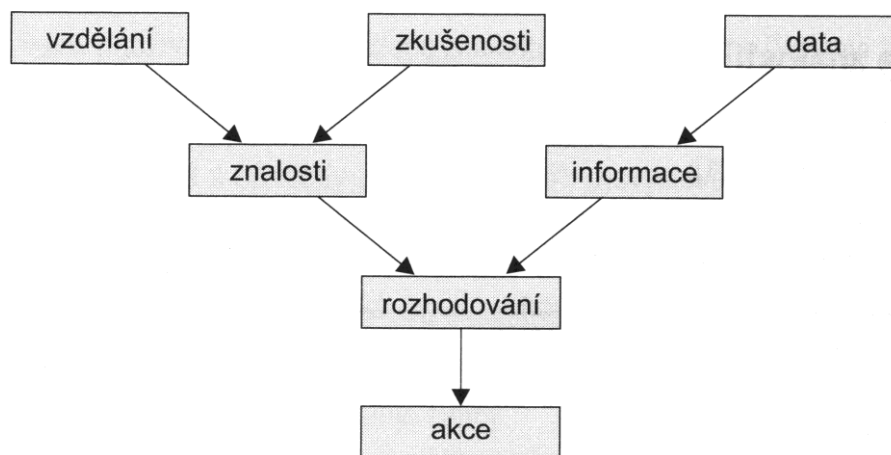 vzdělání
zkušenosti
data
znalosti
informace
rozhodování
akce